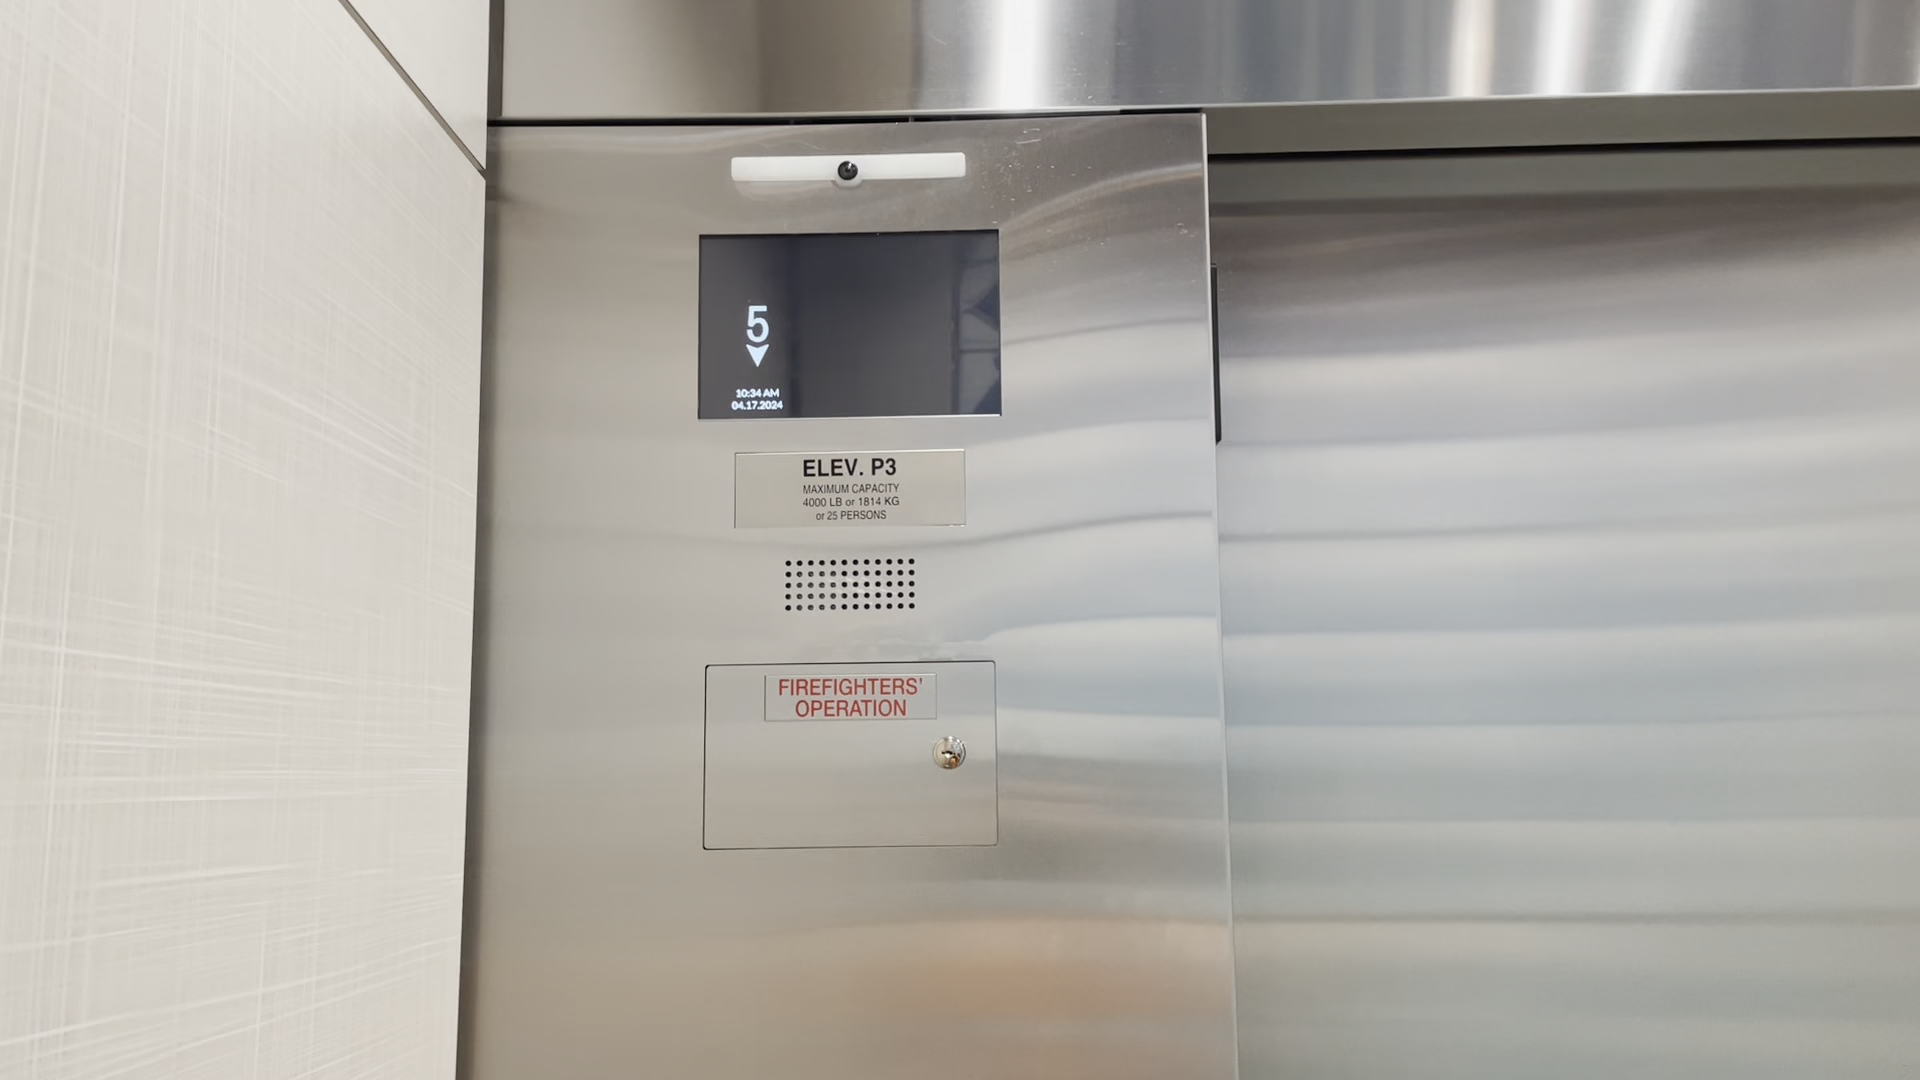 5
10:34 AM
04.17.2024
ELEV. P3
MAXIMUM CAPACITY
4000 LB or 1814 KG
or 25 PERSONS
FIREFIGHTERS'
OPERATION